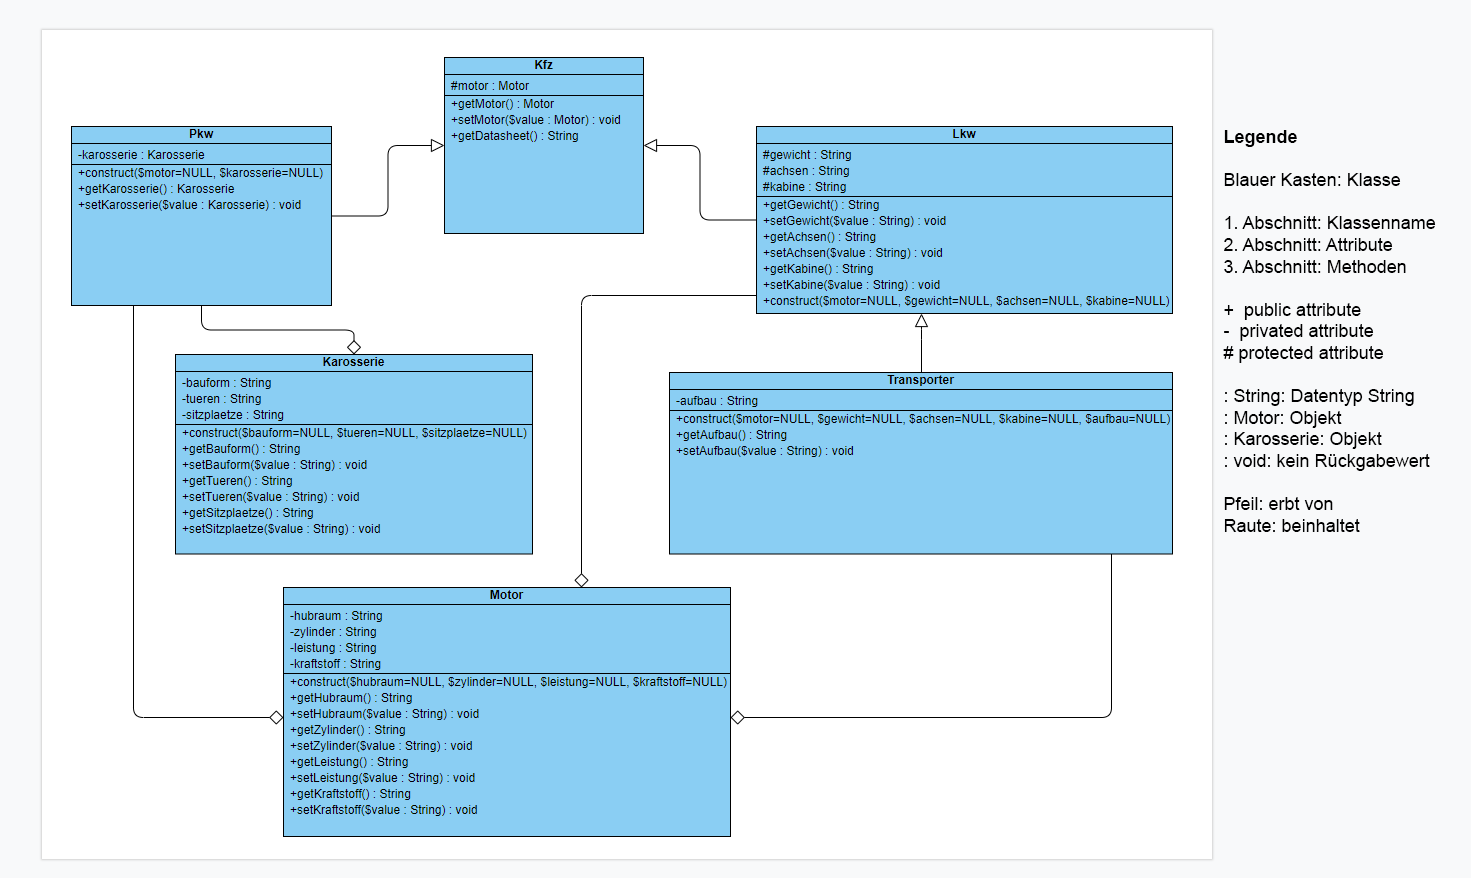 Kfz
#motor : Motor
+getMotor() : Motor
+setMotor($value : Motor) : void
+getDatasheet() : String
Pkw
-karosserie : Karosserie
+construct($motor=NULL, $karosserie=NULL)
+getKarosserie() : Karosserie
+setKarosserie($value : Karosserie) : void
Lkw
#gewicht : String
#achsen : String
#kabine : String
+getGewicht() : String
+setGewicht($value : String) : void
+getAchsen() : String
+setAchsen($value : String) : void
+getKabine() : String
+setKabine($value : String) : void
+construct($motor=NULL, $gewicht=NULL, $achsen=NULL, $kabine=NULL)
Karosserie
-bauform : String
-tueren : String
-sitzplaetze : String
+construct($bauform=NULL, $tueren=NULL, $sitzplaetze=NULL)
+getBauform() : String
+setBauform($value : String) : void
+getTueren() : String
+setTueren($value : String) : void
+getSitzplaetze() : String
+setSitzplaetze($value : String) : void
Transporter
-aufbau : String
+construct($motor=NULL, $gewicht=NULL, $achsen=NULL, $kabine=NULL, $aufbau=NULL)
+getAufbau() : String
+setAufbau($value : String) : void
Motor
-hubraum : String
-zylinder : String
-leistung : String
-kraftstoff : String
+construct($hubraum=NULL, $zylinder=NULL, $leistung=NULL, $kraftstoff=NULL)
+getHubraum() : String
+setHubraum($value : String) : void
+getZylinder() : String
+setZylinder($value : String) : void
+getLeistung() : String
+setLeistung($value : String) : void
+getKraftstoff() : String
+setKraftstoff($value : String) : void
Legende
Blauer Kasten: Klasse
1. Abschnitt: Klassenname
2. Abschnitt: Attribute
3. Abschnitt: Methoden
+ public attribute
- privated attribute
# protected attribute
: String: Datentyp String
: Motor: Objekt
: Karosserie: Objekt
: void: kein Rückgabewert
Pfeil: erbt von
Raute: beinhaltet